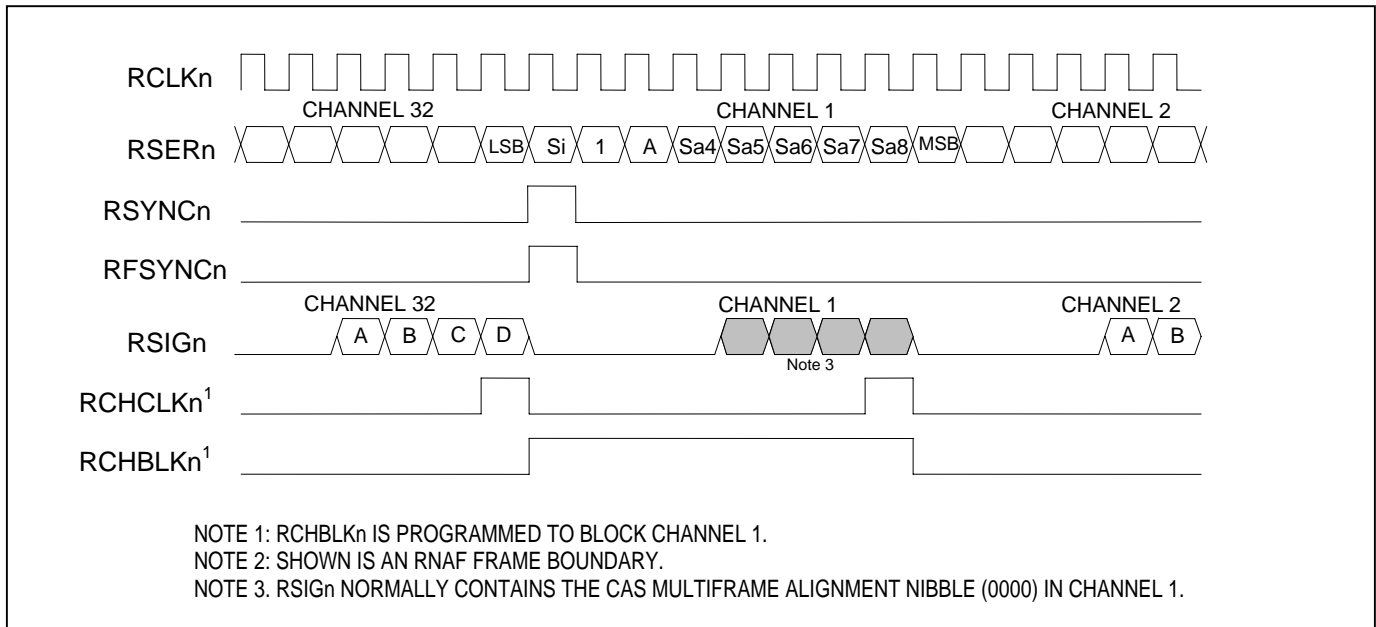 RCLKn
CHANNEL 32 CHANNEL 1 CHANNEL 2
RSERn LSB Si 1 A Sa4 Sa5 Sa6 Sa7 Sa8 MSB
RSYNCn
RFSYNCn
CHANNEL 32 CHANNEL 1 CHANNEL 2
RSIGn A B C D A B
Note 3
RCHCLKn¹
RCHBLKn¹
NOTE 1: RCHBLKn IS PROGRAMMED TO BLOCK CHANNEL 1.
NOTE 2: SHOWN IS AN RNAF FRAME BOUNDARY.
NOTE 3. RSIGn NORMALLY CONTAINS THE CAS MULTIFRAME ALIGNMENT NIBBLE (0000) IN CHANNEL 1.